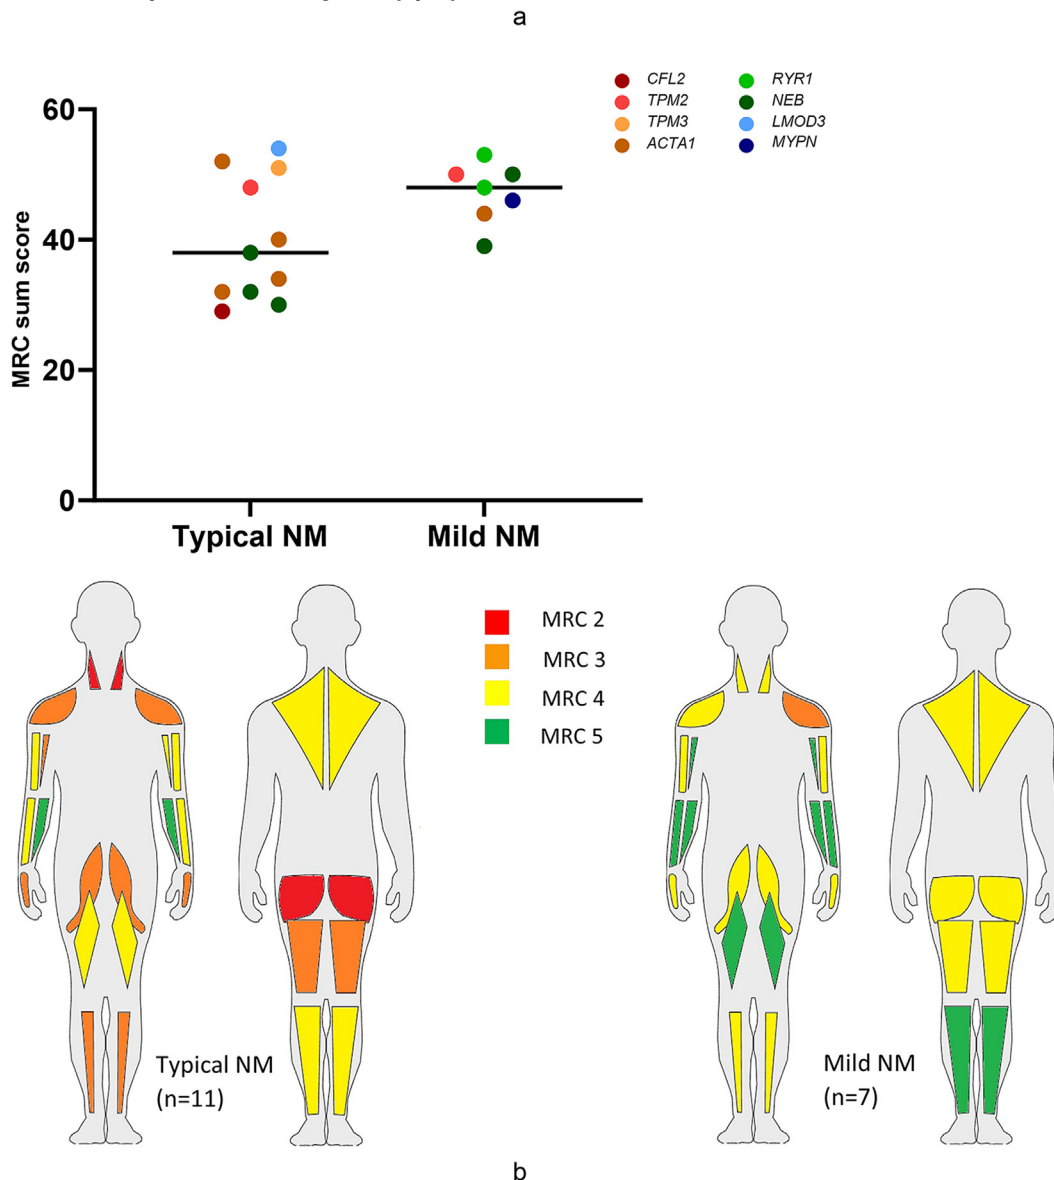 a
CFL2 RYR1
TPM2 NEB
TPM3 LMOD3
ACTA1 MYPN
60
40
20
0
MRC sum score
Typical NM Mild NM
MRC 2
MRC 3
MRC 4
MRC 5
Typical NM
(n=11)
Mild NM
(n=7)
b